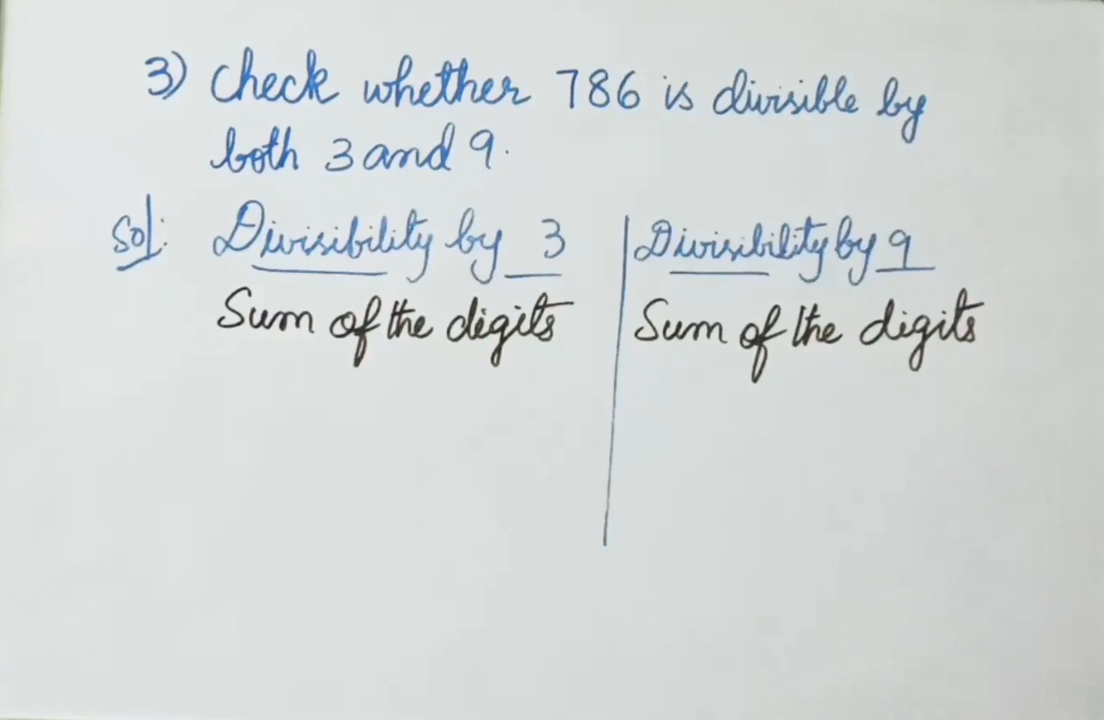 3) Check whether 786 is divisible by
both 3 and 9.
Sol: Divisibility by 3
Sum of the digits
Divisibility by 9
Sum of the digits